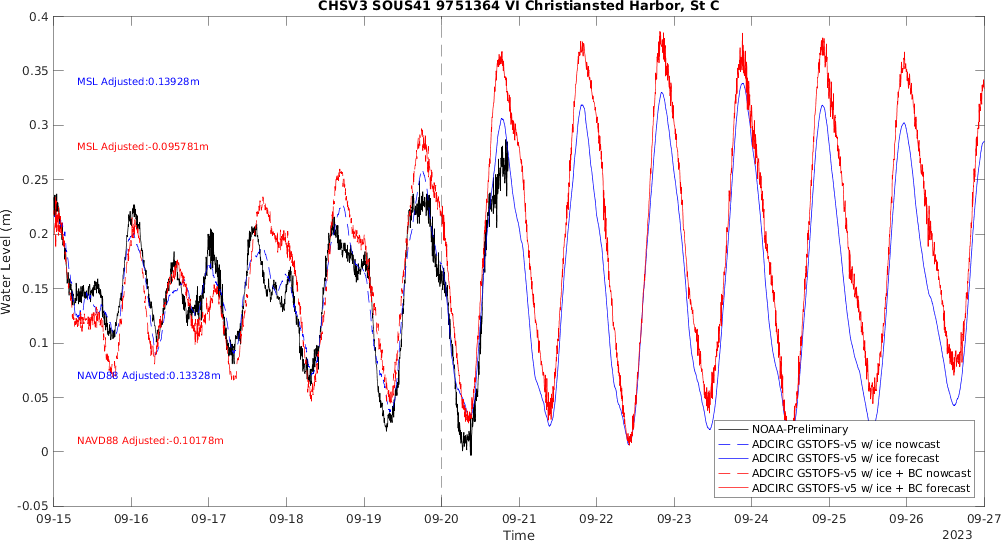 CHSV3 SOUS41 9751364 VI Christiansted Harbor, St C
0.4
0.35
0.3
0.25
0.2
0.15
0.1
0.05
0
-0.05
Water Level (m)
MSL Adjusted:0.13928m
MSL Adjusted:-0.095781m
NAVD88 Adjusted:0.13328m
NAVD88 Adjusted:-0.10178m
NOAA-Preliminary
ADCIRC GSTOFS-v5 w/ ice nowcast
ADCIRC GSTOFS-v5 w/ ice forecast
ADCIRC GSTOFS-v5 w/ ice + BC nowcast
ADCIRC GSTOFS-v5 w/ ice + BC forecast
09-15 09-16 09-17 09-18 09-19 09-20 09-21 09-22 09-23 09-24 09-25 09-26 09-27
Time
2023